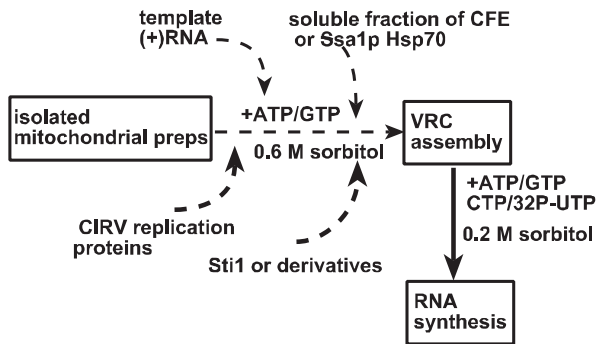 template
(+)RNA
soluble fraction of CFE
or Ssa1p Hsp70
isolated
mitochondrial preps
+ATP/GTP
0.6 M sorbitol
VRC
assembly
CIRV replication
proteins
Sti1 or derivatives
+ATP/GTP
CTP/32P-UTP
0.2 M sorbitol
RNA
synthesis